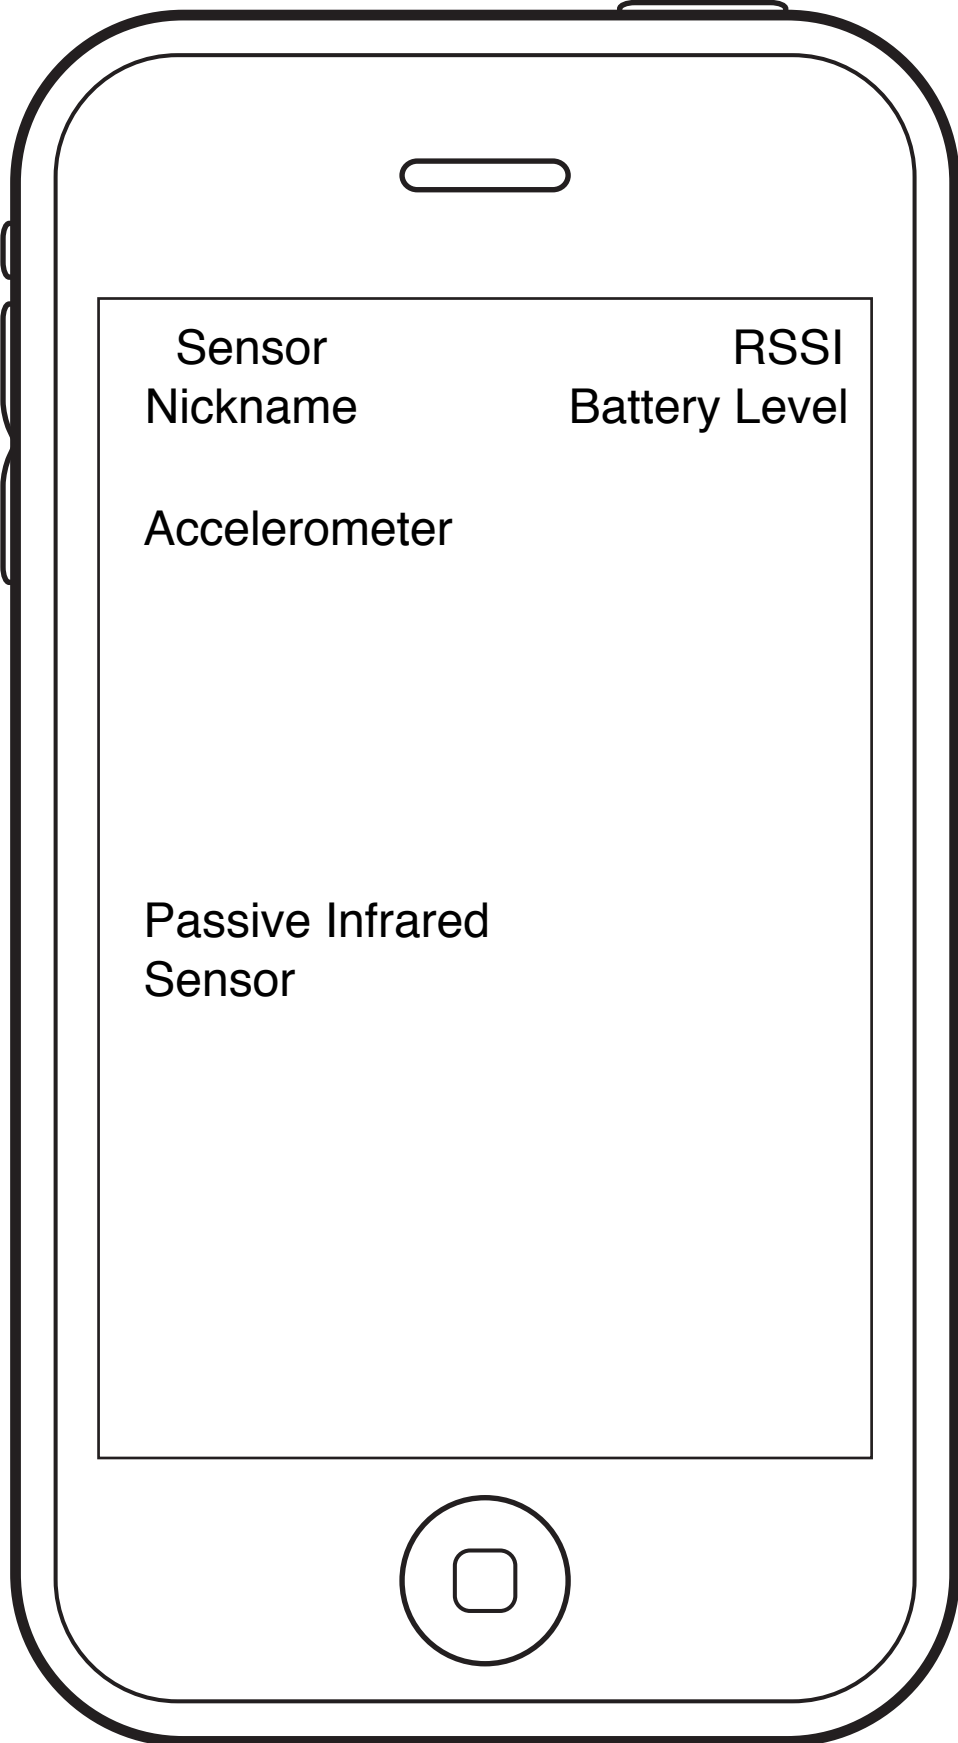 Sensor RSSI
Nickname Battery Level
Accelerometer
Passive Infrared
Sensor